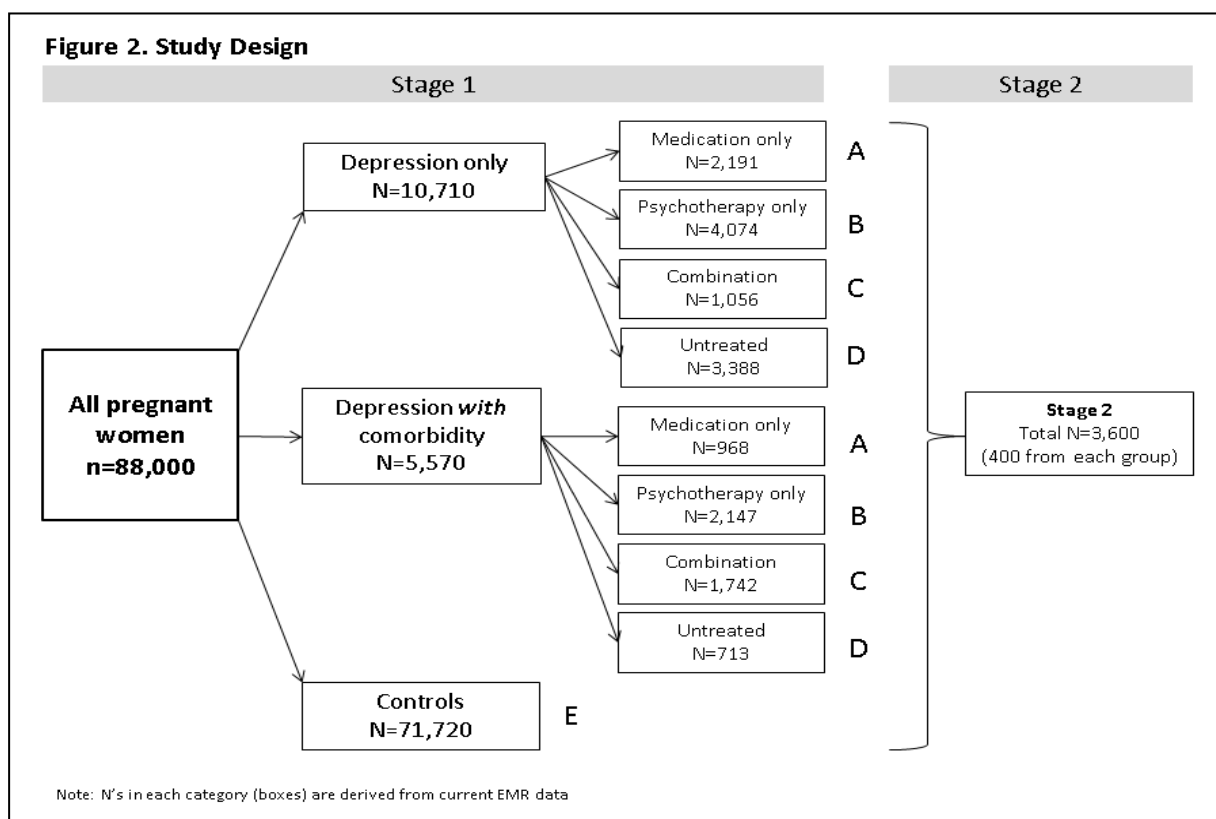 Figure 2. Study Design
Stage 1
Stage 2
All pregnant
women
n=88,000
Depression only
N=10,710
Medication only
N=2,191
A
Psychotherapy only
N=4,074
B
Combination
N=1,056
C
Untreated
N=3,388
D
Depression with
comorbidity
N=5,570
Medication only
N=968
A
Psychotherapy only
N=2,147
B
Combination
N=1,742
C
Untreated
N=713
D
Controls
N=71,720
E
Stage 2
Total N=3,600
(400 from each group)
Note: N's in each category (boxes) are derived from current EMR data